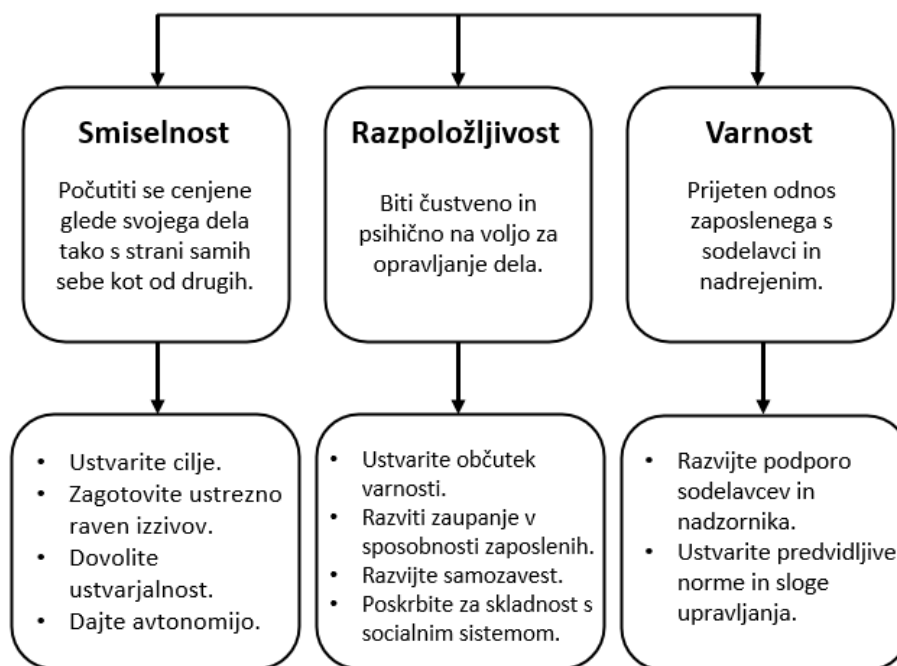 Smiselnost
Počutiti se cenjene
glede svojega dela
tako s strani samih
sebe kot od drugih.
Razpoložljivost
Biti čustveno in
psihično na voljo za
opravljanje dela.
Varnost
Prijeten odnos
zaposlenega s
sodelavci in
nadrejenim.
• Ustvarite cilje.
• Zagotovite ustrezno
raven izzivov.
• Dovolite
ustvarjalnost.
• Dajte avtonomijo.
• Ustvarite občutek
varnosti.
• Razviti zaupanje v
sposobnosti zaposlenih.
• Razvijte samozavest.
• Poskrbite za skladnost s
socialnim sistemom.
• Razvijte podporo
sodelavcev in
nadzornika.
• Ustvarite predvidljive
norme in sloge
upravljanja.